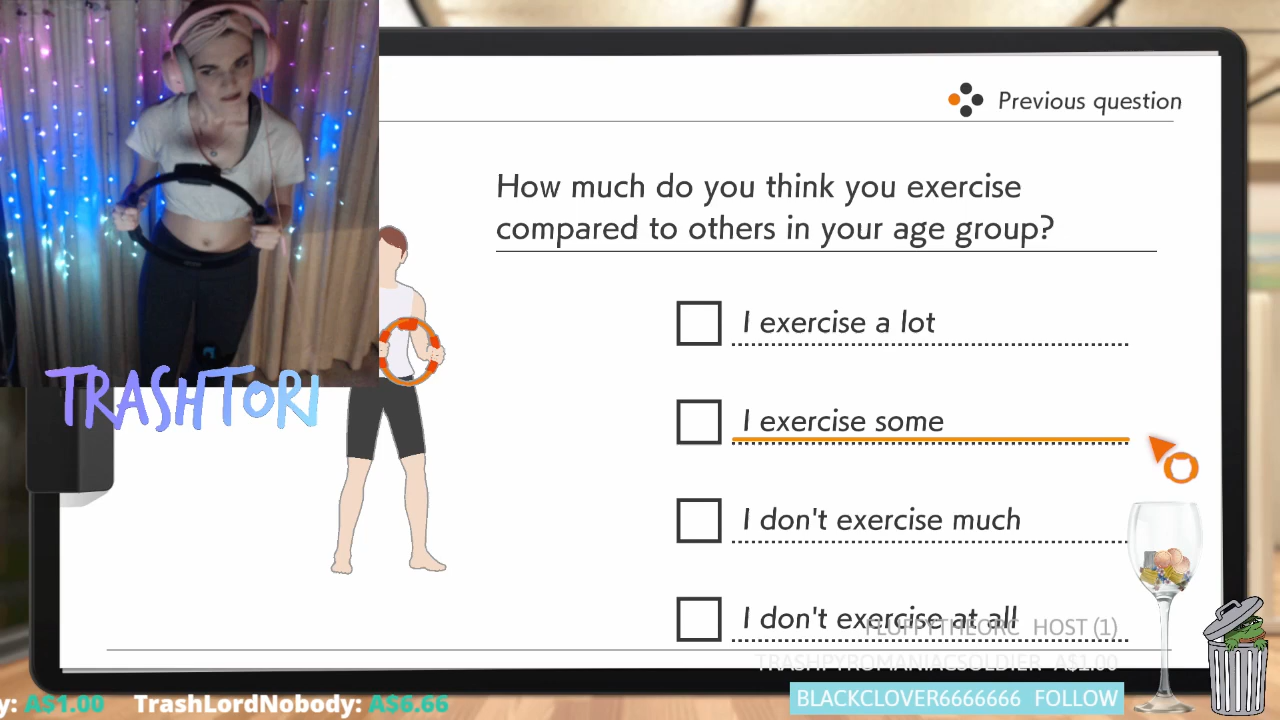 Previous question
How much do you think you exercise
compared to others in your age group?
I exercise a lot
I exercise some
I don't exercise much
I don't exercise at all
TRASHTORI
FLUFFYTHEORC HOST (1)
TRASHPYROMANIACSOLDIER A$1.00
BLACKCLOVER6666666 FOLLOW
y: A$1.00 TrashLordNobody: A$6.66